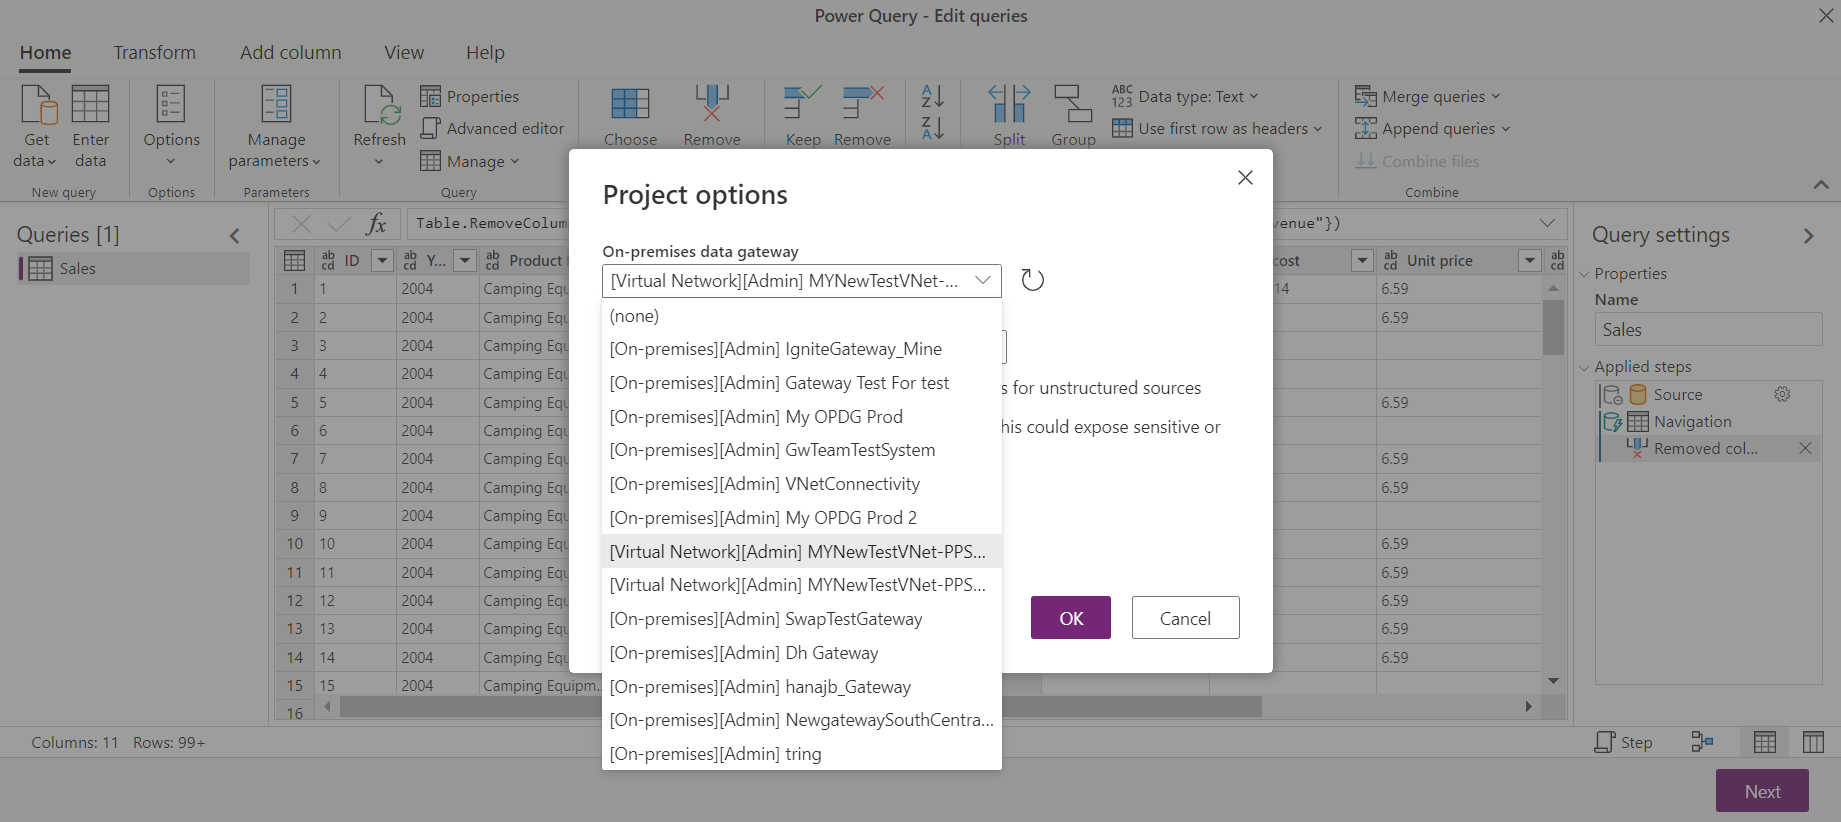 Power Query - Edit queries
Home Transform Add column View Help
Get data Enter data
New query
Options
Options
Manage parameters
Parameters
Refresh
Properties
Advanced editor
Manage
Query
Choose Remove
Keep Remove
A
Z
Z
A
Split Group
ABC
123
Data type: Text
Use first row as headers
Merge queries
Append queries
Combine files
Combine
Queries [1]
Sales
fx Table.RemoveColum
venue"})
ab
cd ID
ab
cd Y...
ab
cd Product
cost
ab
cd Unit price
ab
cd
1 1 2004 Camping Equ 14 6.59
2 2 2004 Camping Equ 6.59
3 3 2004 Camping Equ
4 4 2004 Camping Equ
5 5 2004 Camping Equ 6.59
6 6 2004 Camping Equ
7 7 2004 Camping Equ 6.59
8 8 2004 Camping Equ 6.59
9 9 2004 Camping Equ
10 10 2004 Camping Equ 6.59
11 11 2004 Camping Equ 6.59
12 12 2004 Camping Equ 6.59
13 13 2004 Camping Equ 6.59
14 14 2004 Camping Equ 6.59
15 15 2004 Camping Equipm...
16
Project options
On-premises data gateway
[Virtual Network][Admin] MYNewTestVNet-...
(none)
[On-premises][Admin] IgniteGateway_Mine
[On-premises][Admin] Gateway Test For test
[On-premises][Admin] My OPDG Prod
[On-premises][Admin] GwTeamTestSystem
[On-premises][Admin] VNetConnectivity
[On-premises][Admin] My OPDG Prod 2
[Virtual Network][Admin] MYNewTestVNet-PPS...
[Virtual Network][Admin] MYNewTestVNet-PPS...
[On-premises][Admin] SwapTestGateway
[On-premises][Admin] Dh Gateway
[On-premises][Admin] hanajb_Gateway
[On-premises][Admin] NewgatewaySouthCentra...
[On-premises][Admin] tring
s for unstructured sources
his could expose sensitive or
OK Cancel
Query settings
Properties
Name
Sales
Applied steps
Source
Navigation
Removed col...
Columns: 11 Rows: 99+
Step
Next